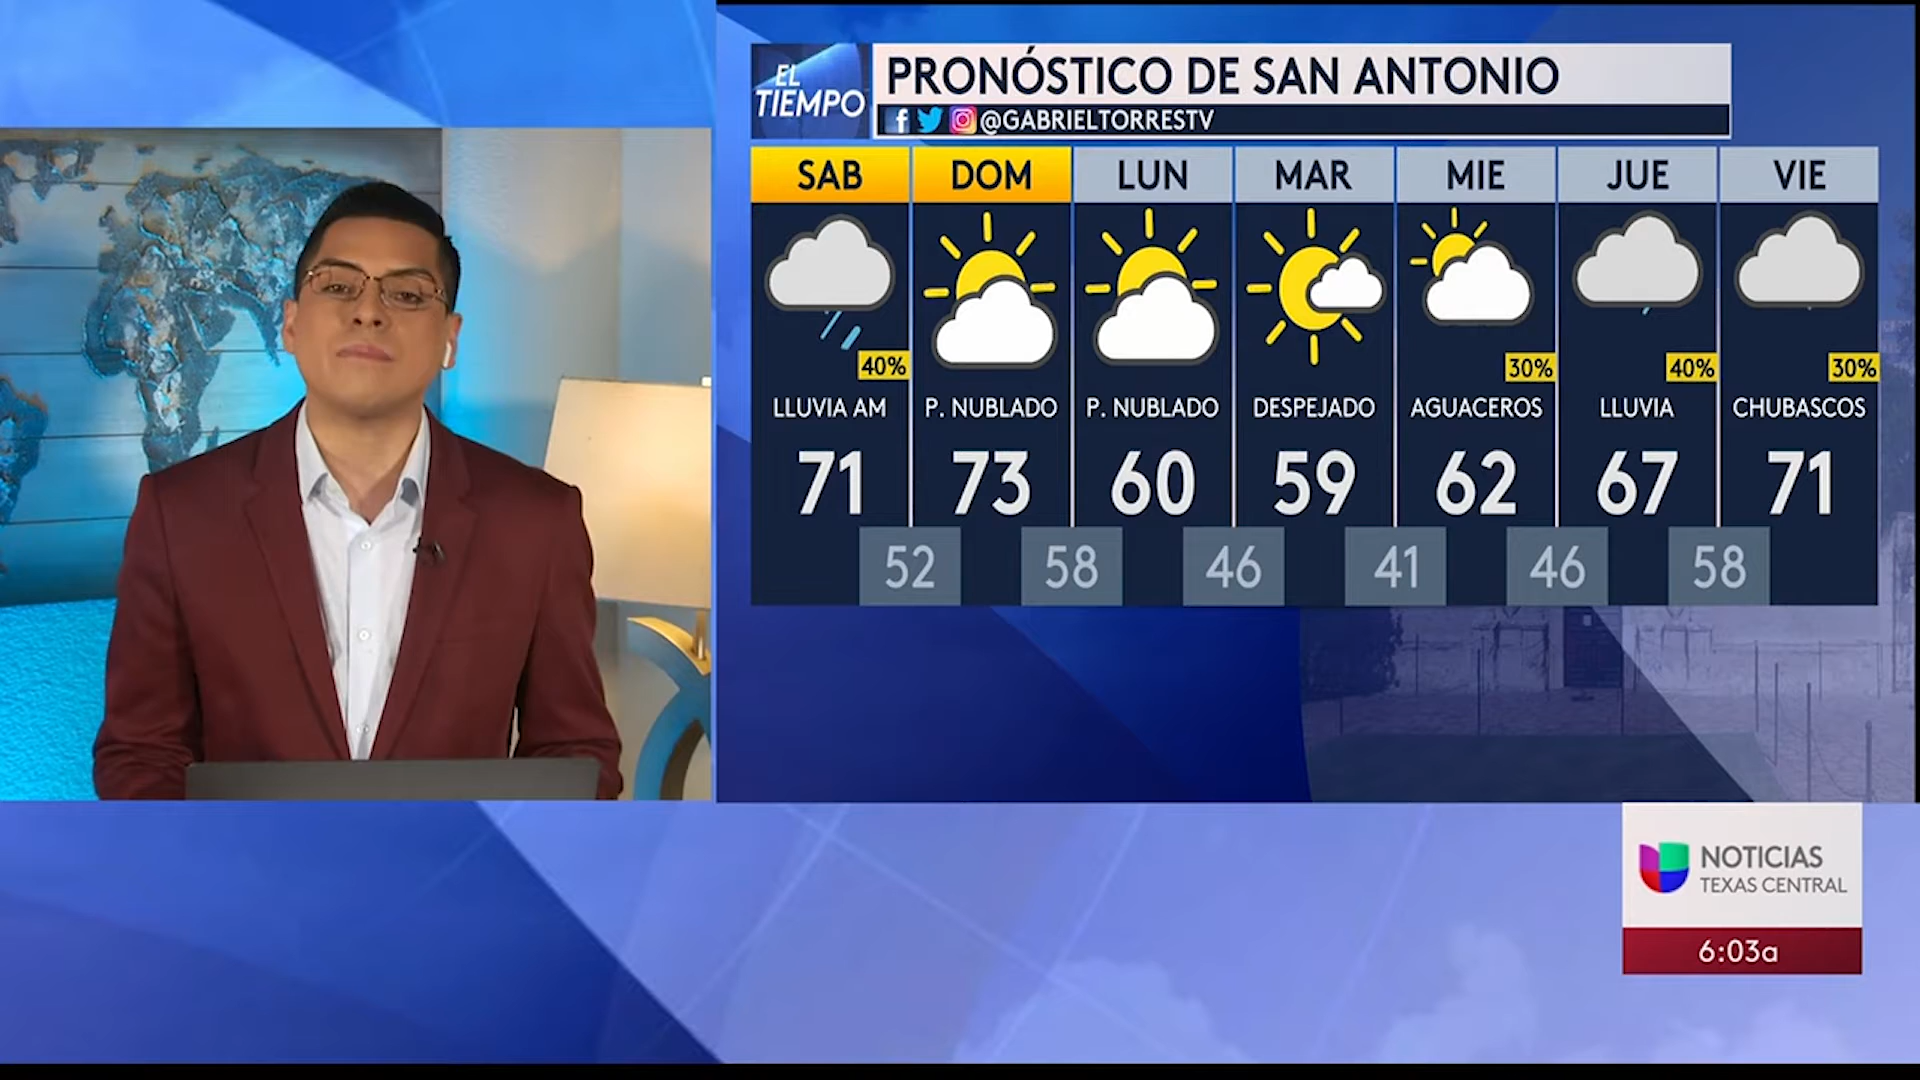 EL
TIEMPO
PRONÓSTICO DE SAN ANTONIO
@GABRIELTORRESTV
SAB DOM LUN MAR MIE JUE VIE
40% 30% 40% 30%
LLUVIA AM P. NUBLADO P. NUBLADO DESPEJADO AGUACEROS LLUVIA CHUBASCOS
71 73 60 59 62 67 71
52 58 46 41 46 58
NOTICIAS
TEXAS CENTRAL
6:03a